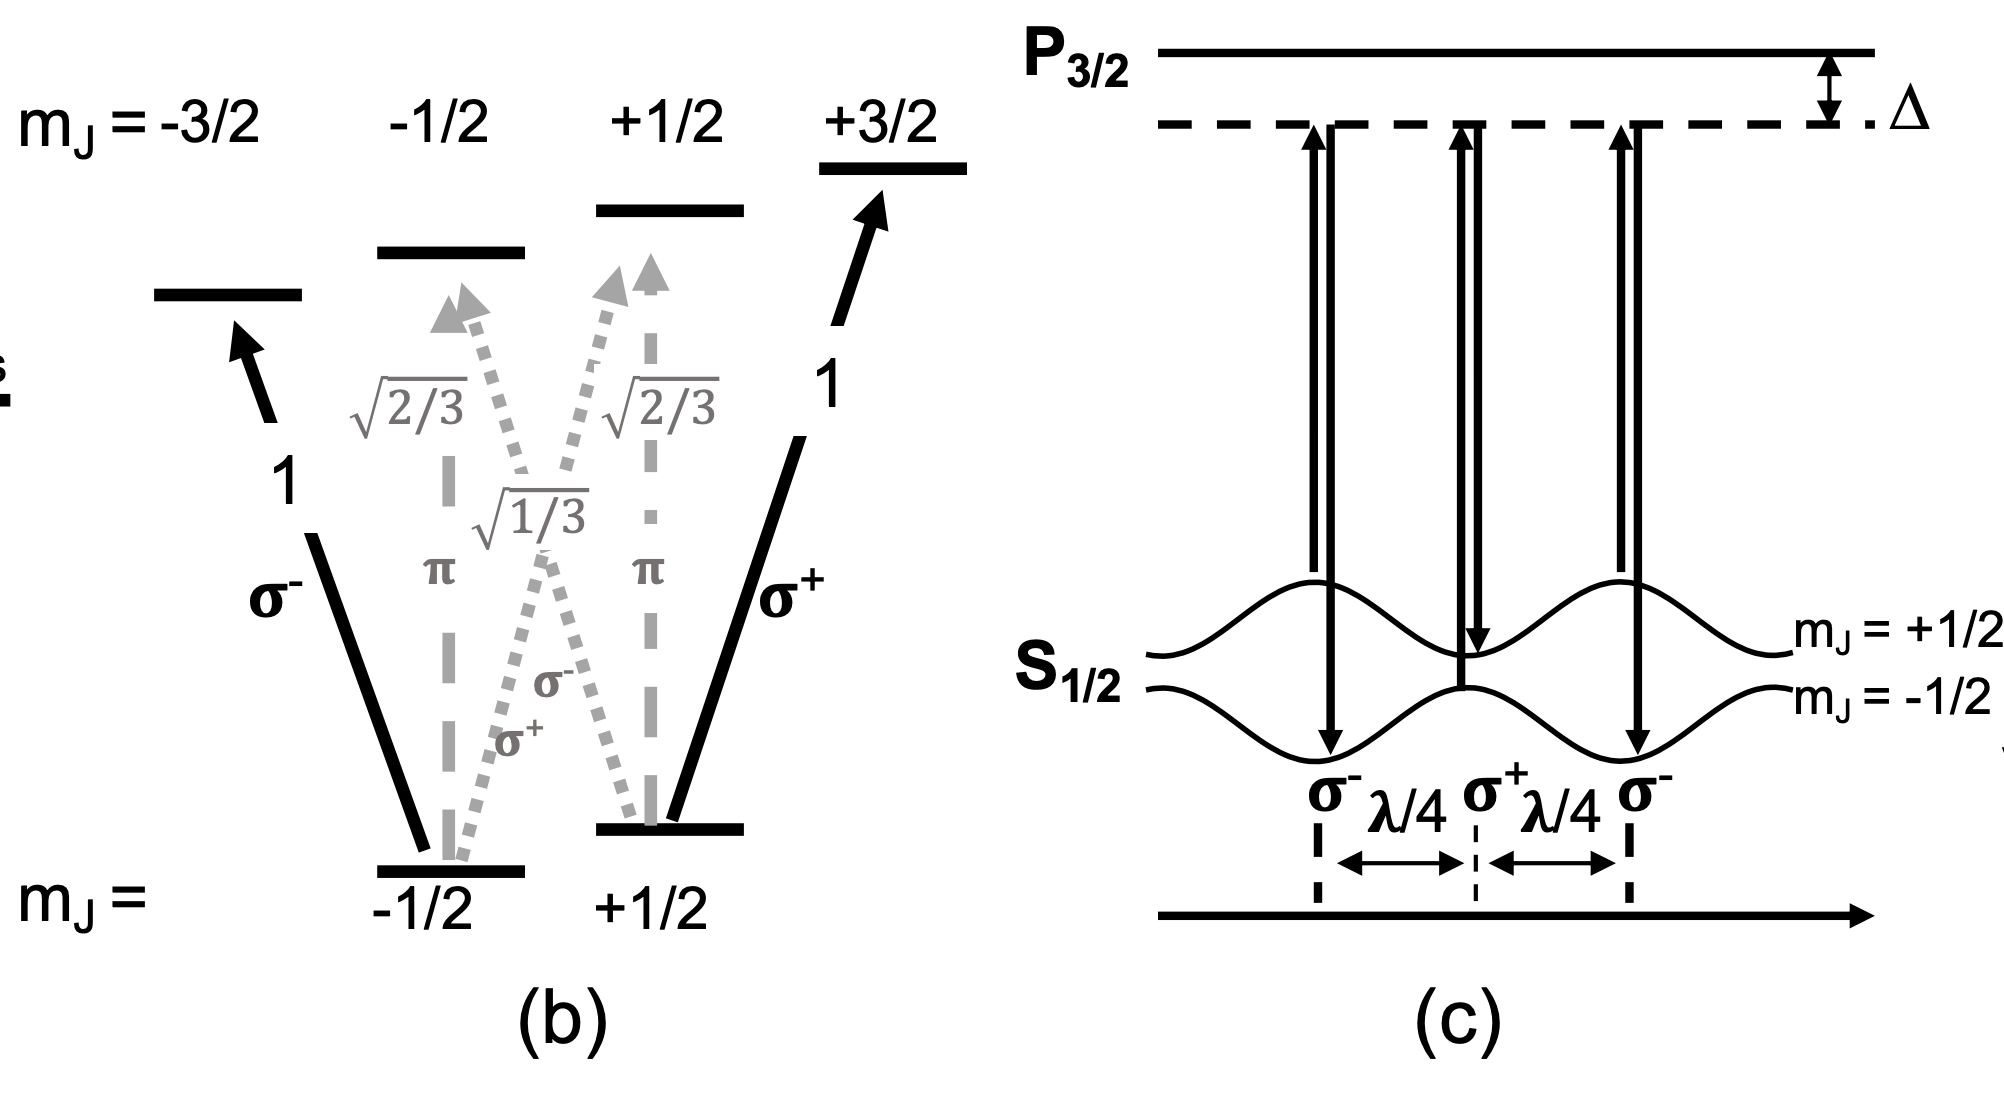 m_J = -3/2 -1/2 +1/2 +3/2
s
√2/3 √2/3 1
1
√1/3
π π
σ⁻ σ⁺
σ⁻
σ⁺
m_J = -1/2 +1/2
(b)
P_3/2
Δ
S_1/2
m_J = +1/2
m_J = -1/2
σ⁻ λ/4 σ⁺ λ/4 σ⁻
(c)